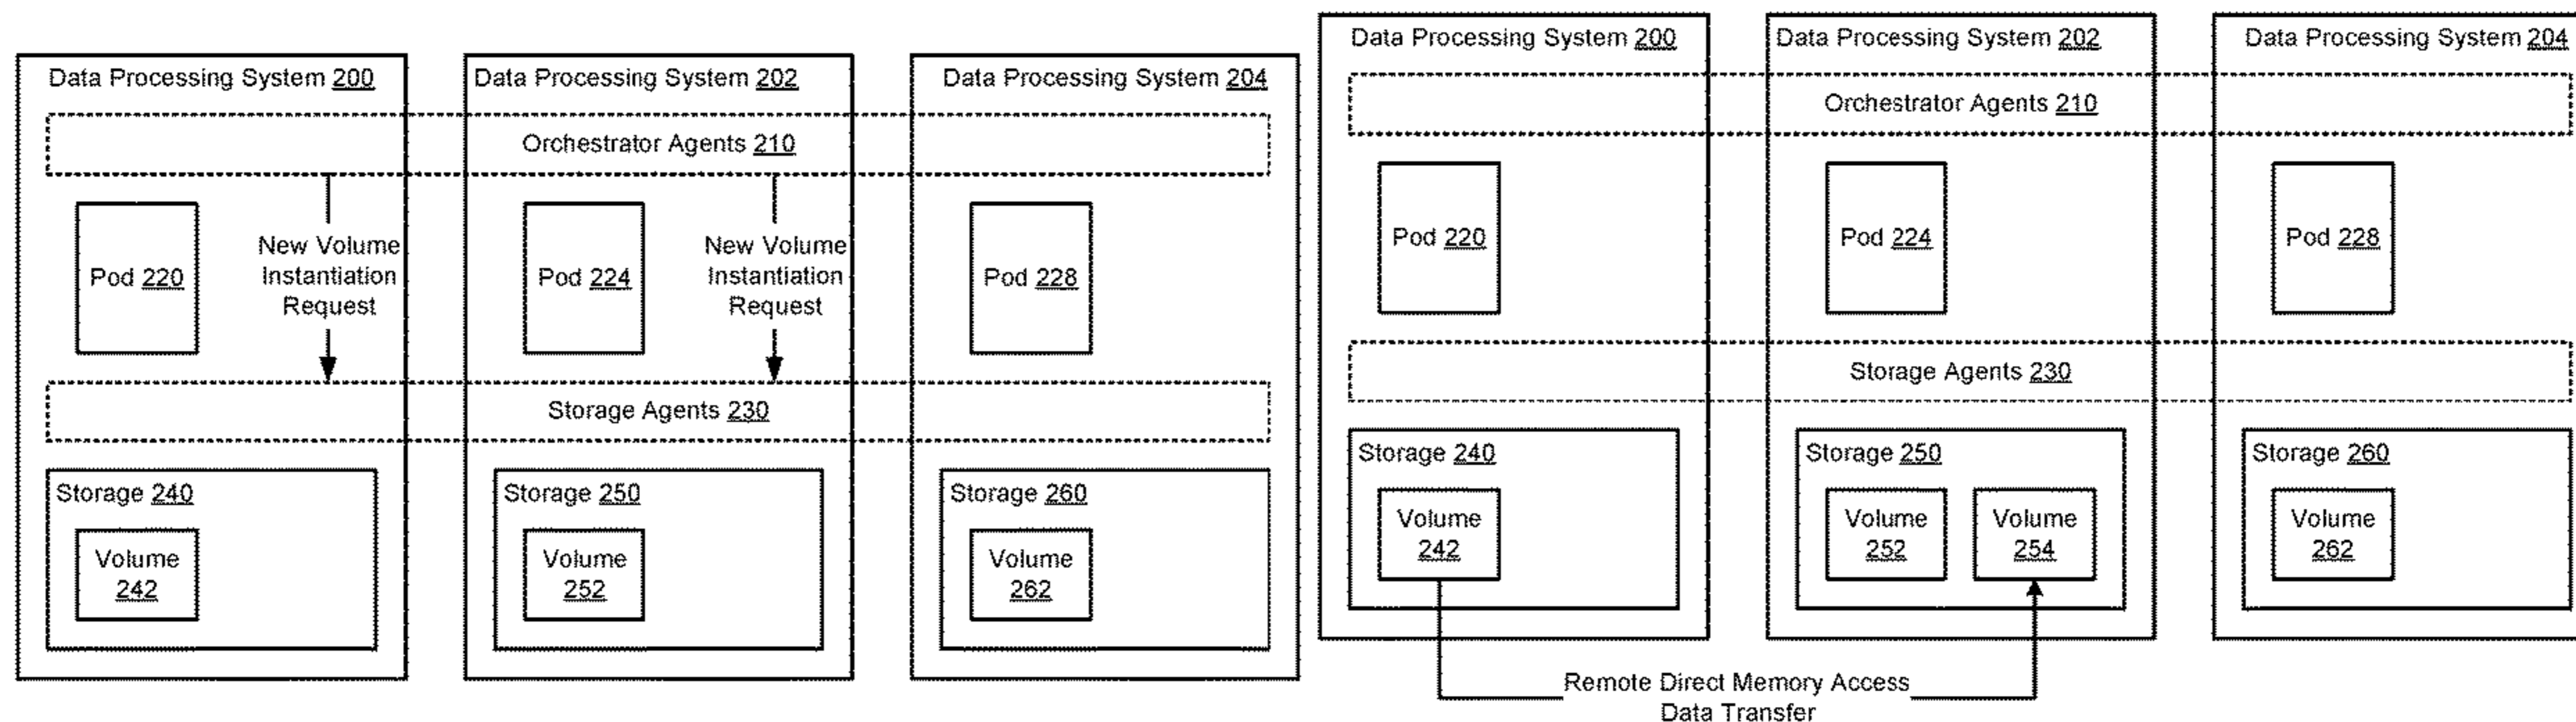 Data Processing System 200
Data Processing System 202
Data Processing System 204
Orchestrator Agents 210
Pod 220
New Volume
Instantiation
Request
Pod 224
New Volume
Instantiation
Request
Pod 228
Storage Agents 230
Storage 240
Volume
242
Storage 250
Volume
252
Storage 260
Volume
262
Data Processing System 200
Data Processing System 202
Data Processing System 204
Orchestrator Agents 210
Pod 220
Pod 224
Pod 228
Storage Agents 230
Storage 240
Volume
242
Storage 250
Volume
252
Volume
254
Storage 260
Volume
262
Remote Direct Memory Access
Data Transfer